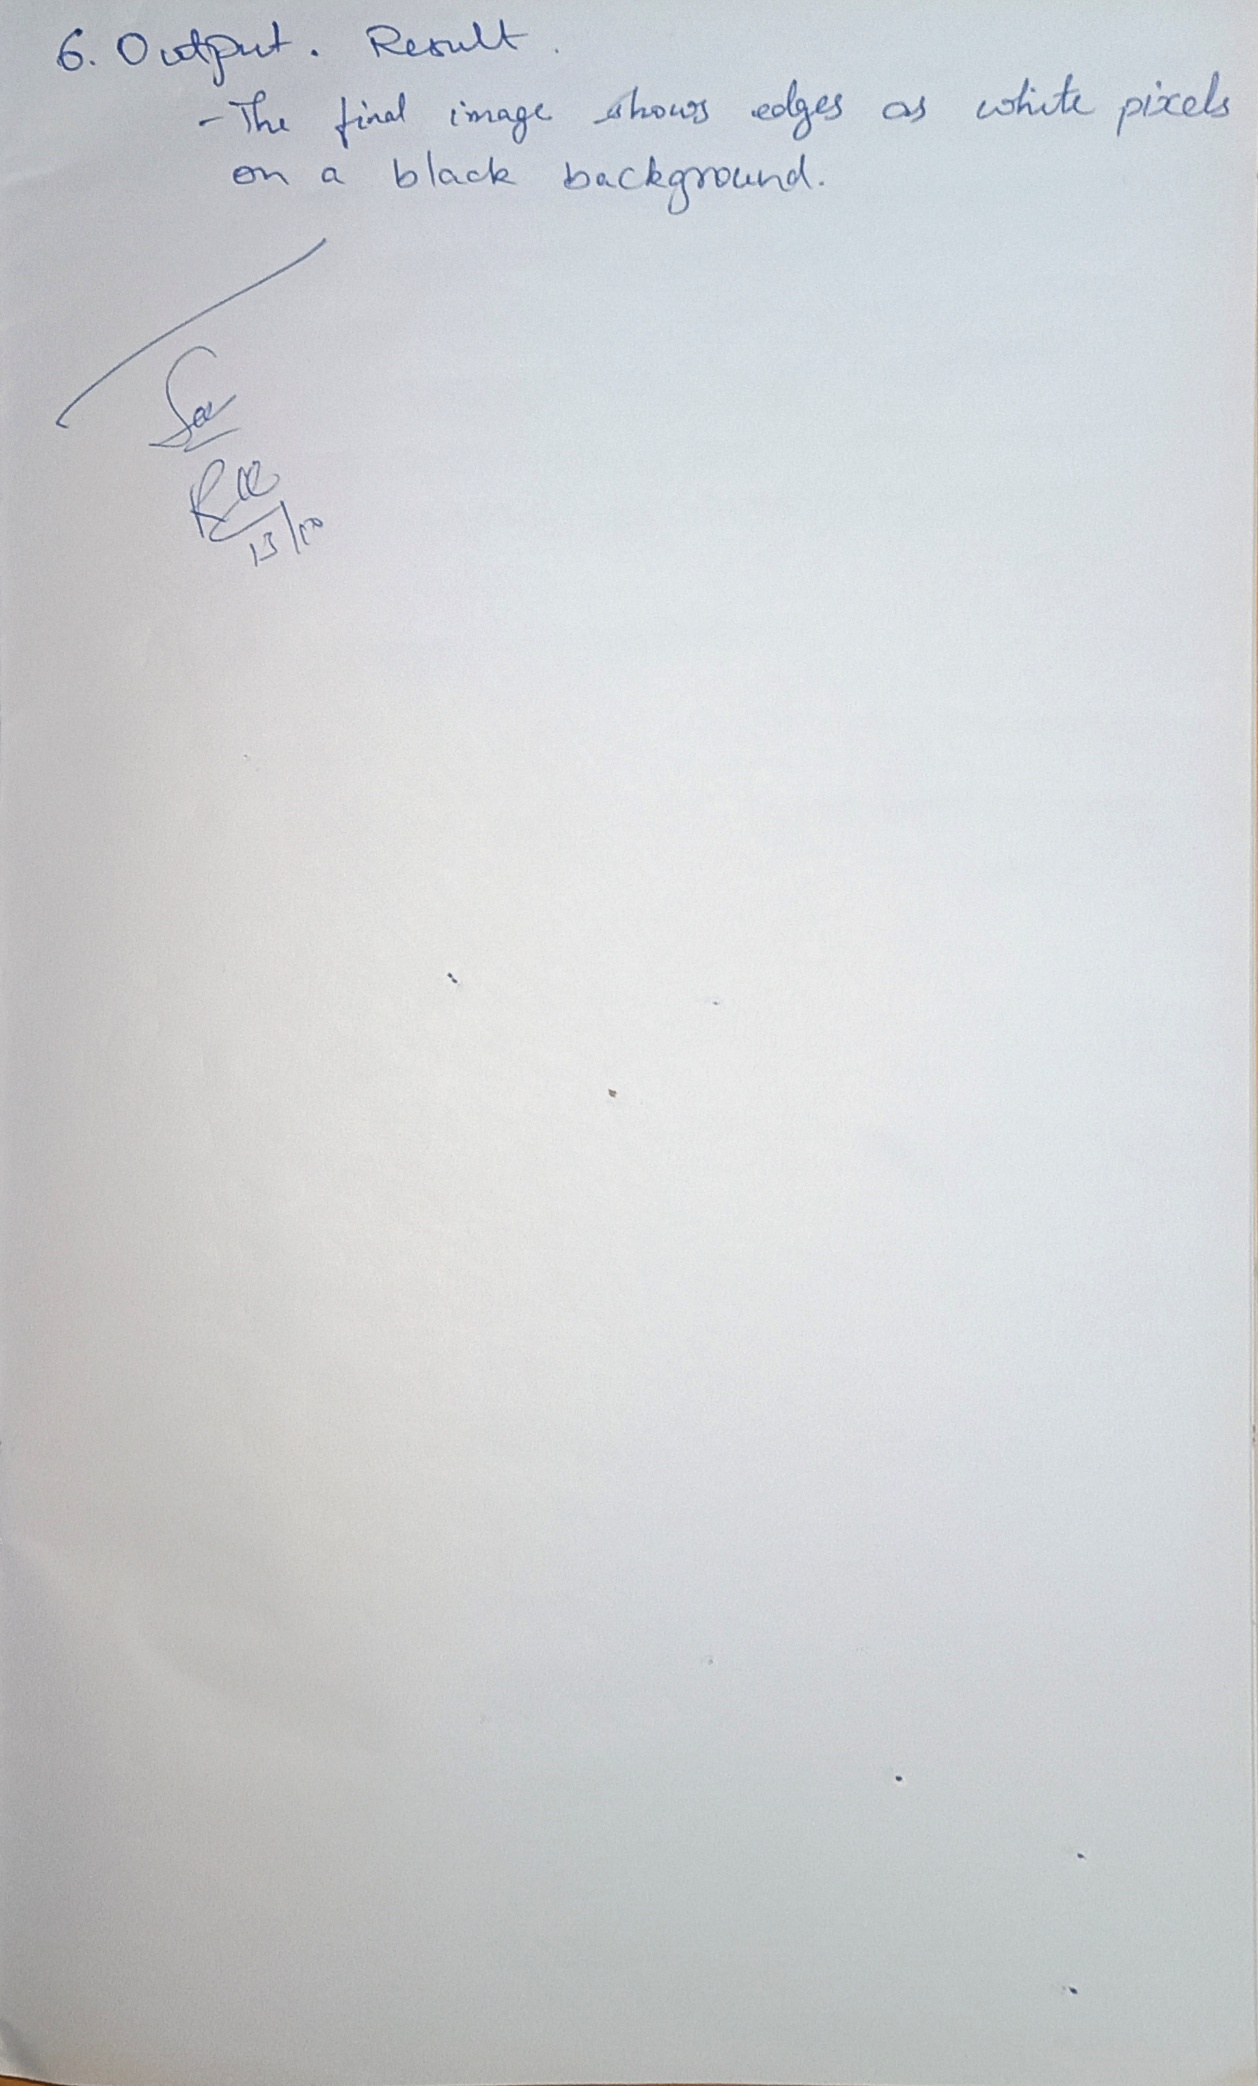 6. Output. Result.
- The final image shows edges as white pixels
on a black background.
13/10